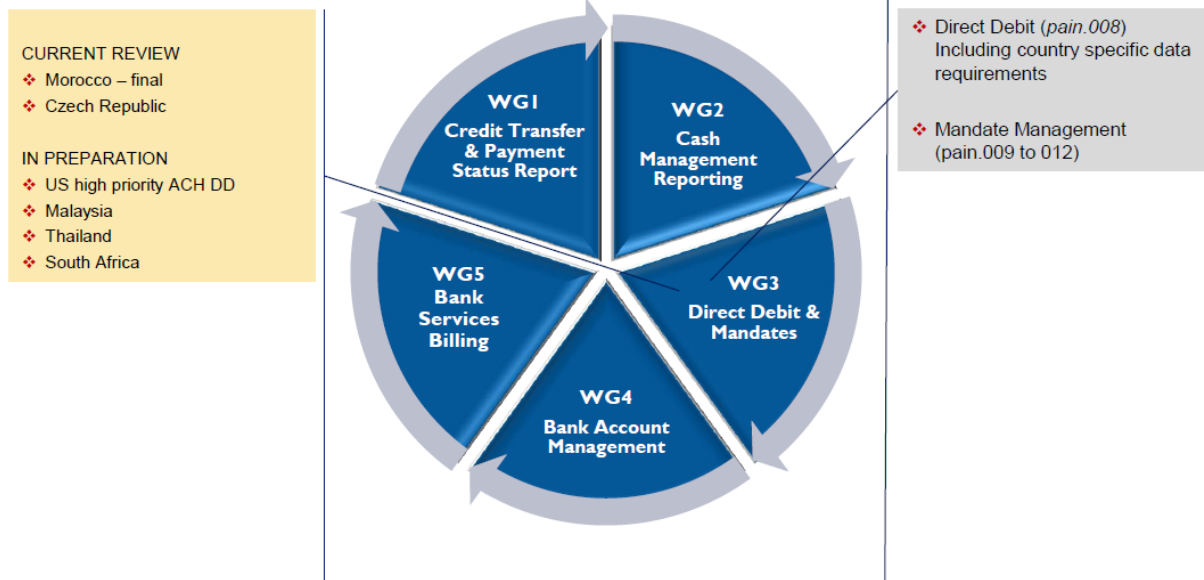 CURRENT REVIEW
❖ Morocco – final
❖ Czech Republic
IN PREPARATION
❖ US high priority ACH DD
❖ Malaysia
❖ Thailand
❖ South Africa
WG1
Credit Transfer
& Payment
Status Report
WG2
Cash
Management
Reporting
WG3
Direct Debit &
Mandates
WG4
Bank Account
Management
WG5
Bank
Services
Billing
❖ Direct Debit (pain.008)
Including country specific data
requirements
❖ Mandate Management
(pain.009 to 012)